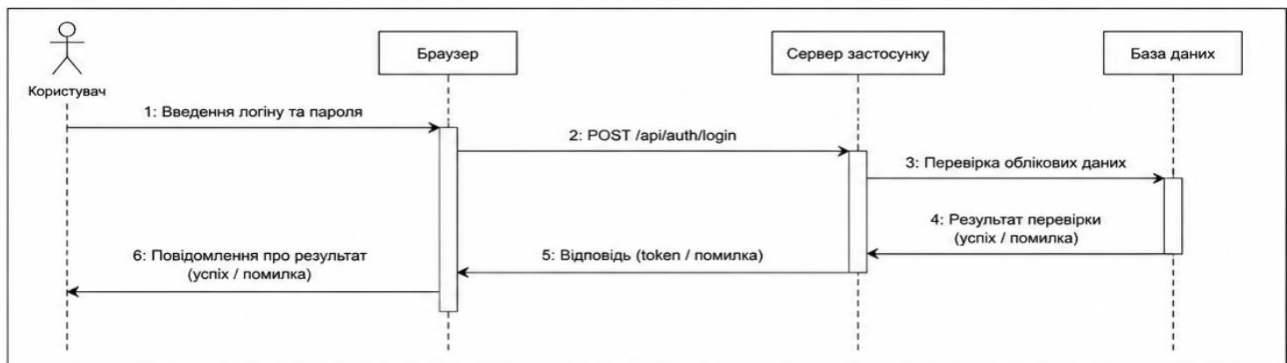 Браузер
Сервер застосунку
База даних
Користувач
1: Введення логіну та пароля
2: POST /api/auth/login
3: Перевірка облікових даних
4: Результат перевірки
(успіх / помилка)
5: Відповідь (token / помилка)
6: Повідомлення про результат
(успіх / помилка)